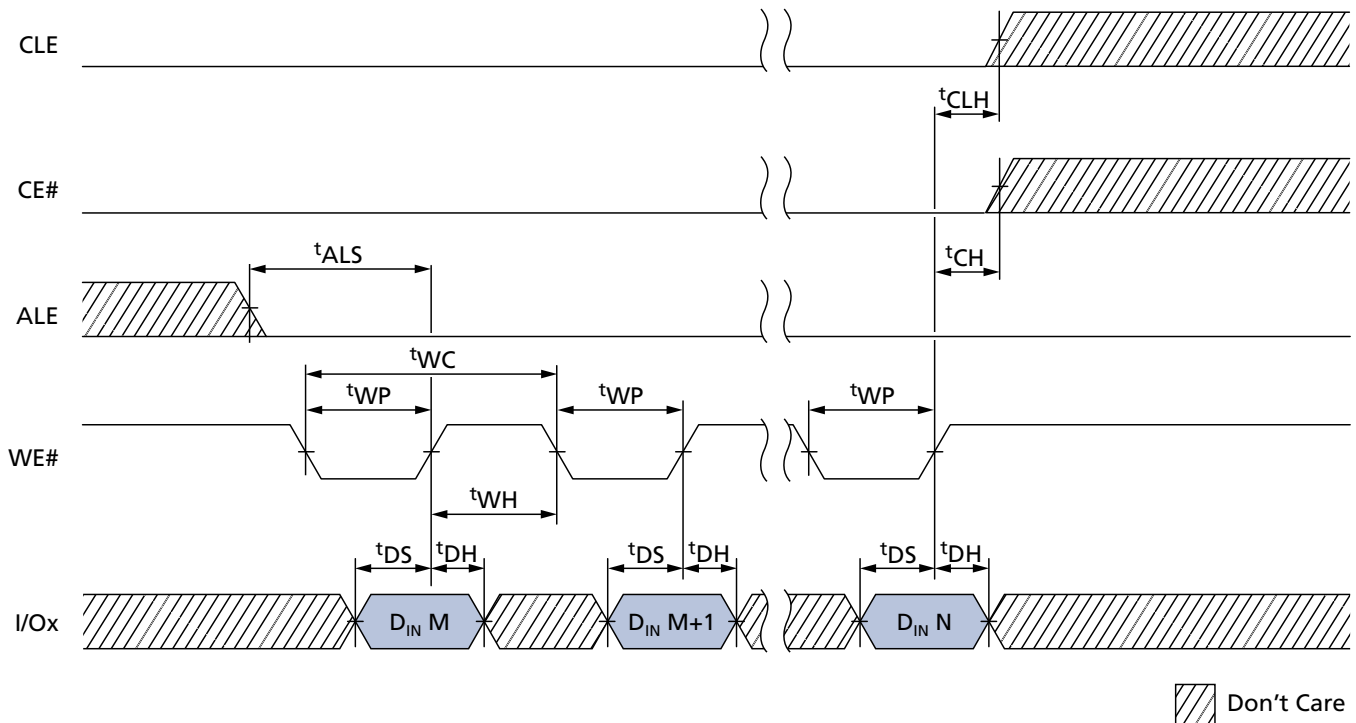 CLE
tCLH
CE#
tCH
tALS
ALE
tWC
tWP tWP tWP
WE#
tWH
tDS tDH tDS tDH tDS tDH
I/Ox DIN M DIN M+1 DIN N
Don't Care